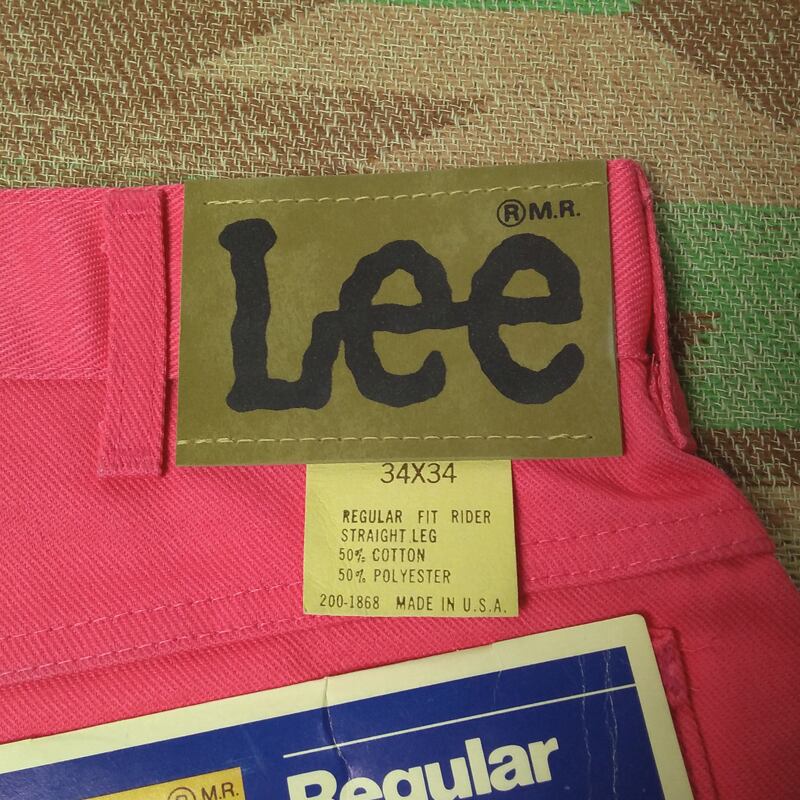 ® M.R.
Lee
34X34
REGULAR FIT RIDER
STRAIGHT LEG
50% COTTON
50% POLYESTER
200-1868 MADE IN U.S.A.
Regular
® M.R.